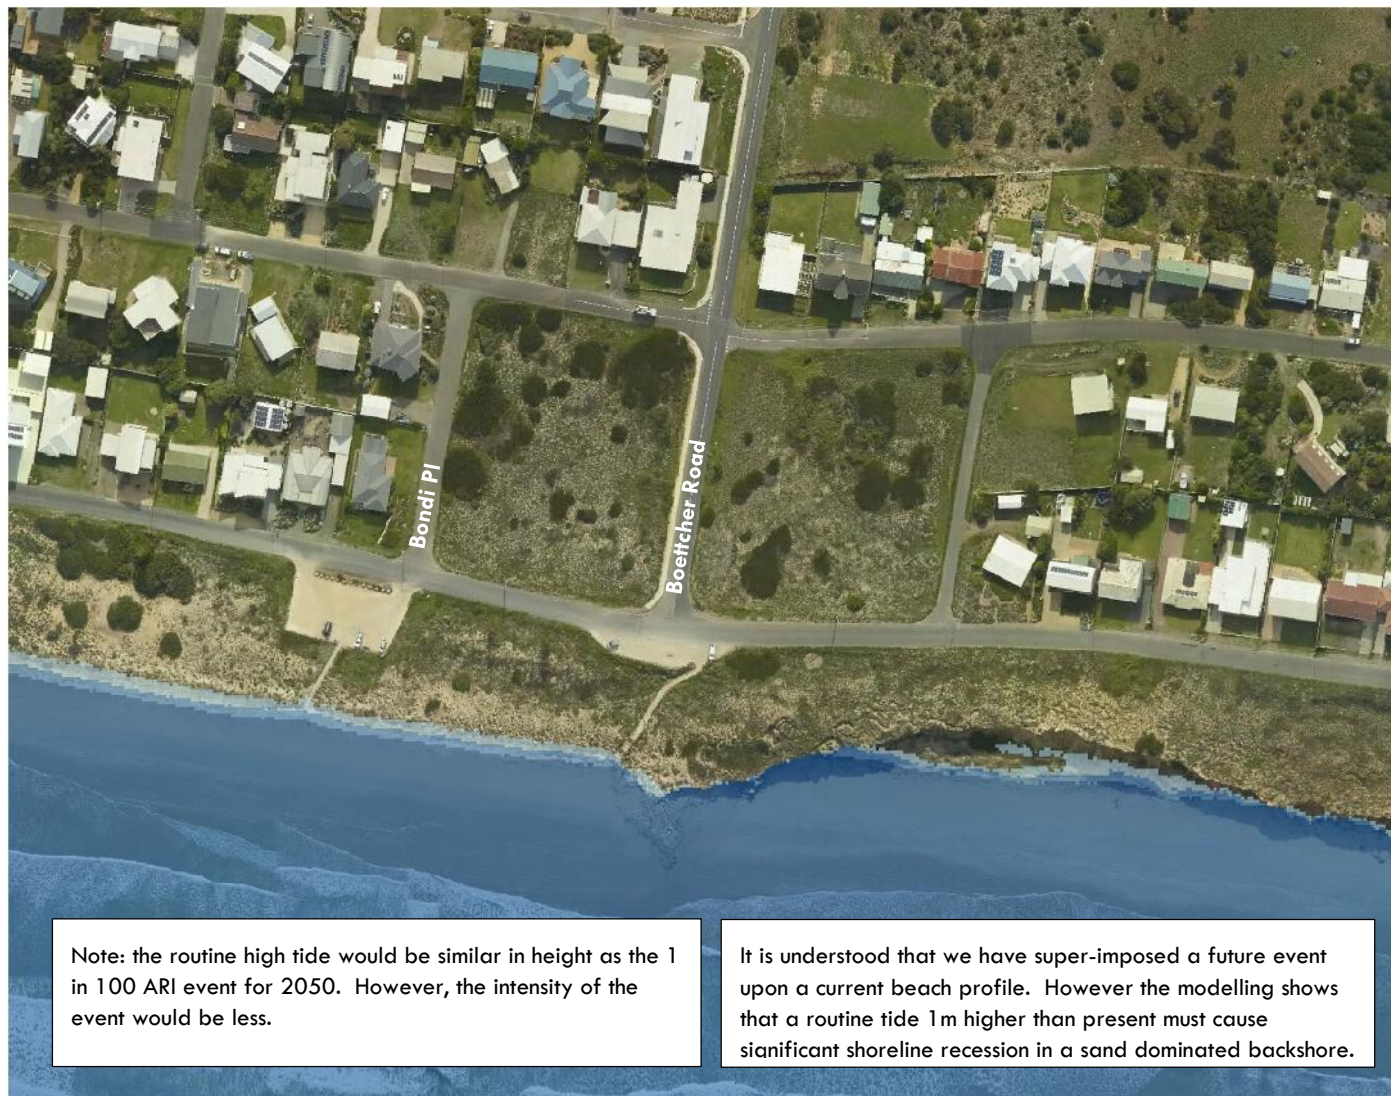 Bondi Pl
Boettcher Road
Note: the routine high tide would be similar in height as the 1
in 100 ARI event for 2050.  However, the intensity of the
event would be less.
It is understood that we have super-imposed a future event
upon a current beach profile.  However the modelling shows
that a routine tide 1m higher than present must cause
significant shoreline recession in a sand dominated backshore.